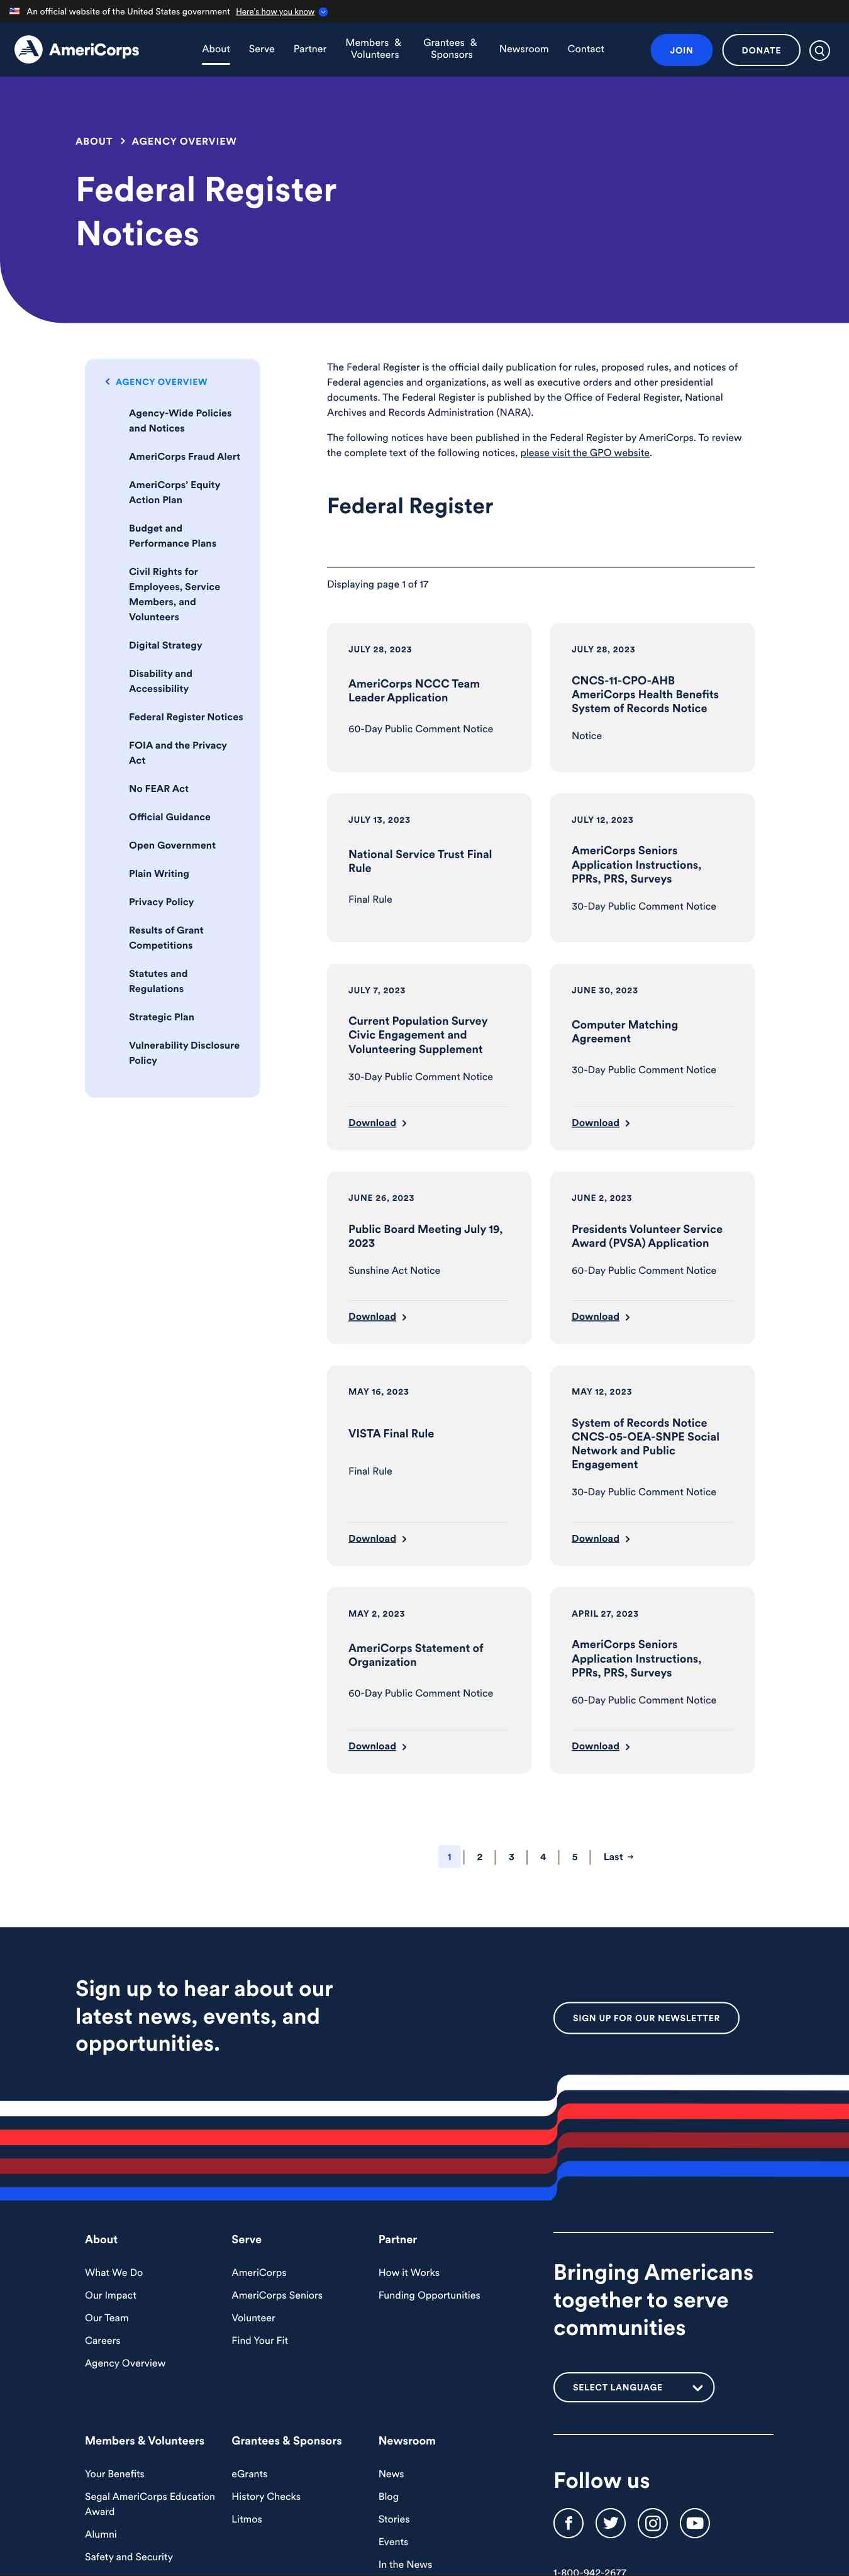 An official website of the United States government Here's how you know
AmeriCorps
About
Serve
Partner
Members &
Volunteers
Grantees &
Sponsors
Newsroom
Contact
JOIN
DONATE
ABOUT > AGENCY OVERVIEW
Federal Register
Notices
AGENCY OVERVIEW
Agency-Wide Policies
and Notices
AmeriCorps Fraud Alert
AmeriCorps' Equity
Action Plan
Budget and
Performance Plans
Civil Rights for
Employees, Service
Members, and
Volunteers
Digital Strategy
Disability and
Accessibility
Federal Register Notices
FOIA and the Privacy
Act
No FEAR Act
Official Guidance
Open Government
Plain Writing
Privacy Policy
Results of Grant
Competitions
Statutes and
Regulations
Strategic Plan
Vulnerability Disclosure
Policy
The Federal Register is the official daily publication for rules, proposed rules, and notices of
Federal agencies and organizations, as well as executive orders and other presidential
documents. The Federal Register is published by the Office of Federal Register, National
Archives and Records Administration (NARA).
The following notices have been published in the Federal Register by AmeriCorps. To review
the complete text of the following notices, please visit the GPO website.
Federal Register
Displaying page 1 of 17
JULY 28, 2023
AmeriCorps NCCC Team
Leader Application
60-Day Public Comment Notice
JULY 28, 2023
CNCS-11-CPO-AHB
AmeriCorps Health Benefits
System of Records Notice
Notice
JULY 13, 2023
National Service Trust Final
Rule
Final Rule
JULY 12, 2023
AmeriCorps Seniors
Application Instructions,
PPRs, PRS, Surveys
30-Day Public Comment Notice
JULY 7, 2023
Current Population Survey
Civic Engagement and
Volunteering Supplement
30-Day Public Comment Notice
Download
JUNE 30, 2023
Computer Matching
Agreement
30-Day Public Comment Notice
Download
JUNE 26, 2023
Public Board Meeting July 19,
2023
Sunshine Act Notice
Download
JUNE 2, 2023
Presidents Volunteer Service
Award (PVSA) Application
60-Day Public Comment Notice
Download
MAY 16, 2023
VISTA Final Rule
Final Rule
Download
MAY 12, 2023
System of Records Notice
CNCS-05-OEA-SNPE Social
Network and Public
Engagement
30-Day Public Comment Notice
Download
MAY 2, 2023
AmeriCorps Statement of
Organization
60-Day Public Comment Notice
Download
APRIL 27, 2023
AmeriCorps Seniors
Application Instructions,
PPRs, PRS, Surveys
60-Day Public Comment Notice
Download
1 | 2 | 3 | 4 | 5 | Last →
Sign up to hear about our
latest news, events, and
opportunities.
SIGN UP FOR OUR NEWSLETTER
About
What We Do
Our Impact
Our Team
Careers
Agency Overview
Serve
AmeriCorps
AmeriCorps Seniors
Volunteer
Find Your Fit
Partner
How it Works
Funding Opportunities
Bringing Americans
together to serve
communities
SELECT LANGUAGE
Members & Volunteers
Your Benefits
Segal AmeriCorps Education
Award
Alumni
Safety and Security
Grantees & Sponsors
eGrants
History Checks
Litmos
Newsroom
News
Blog
Stories
Events
In the News
Follow us
1-800-942-2677